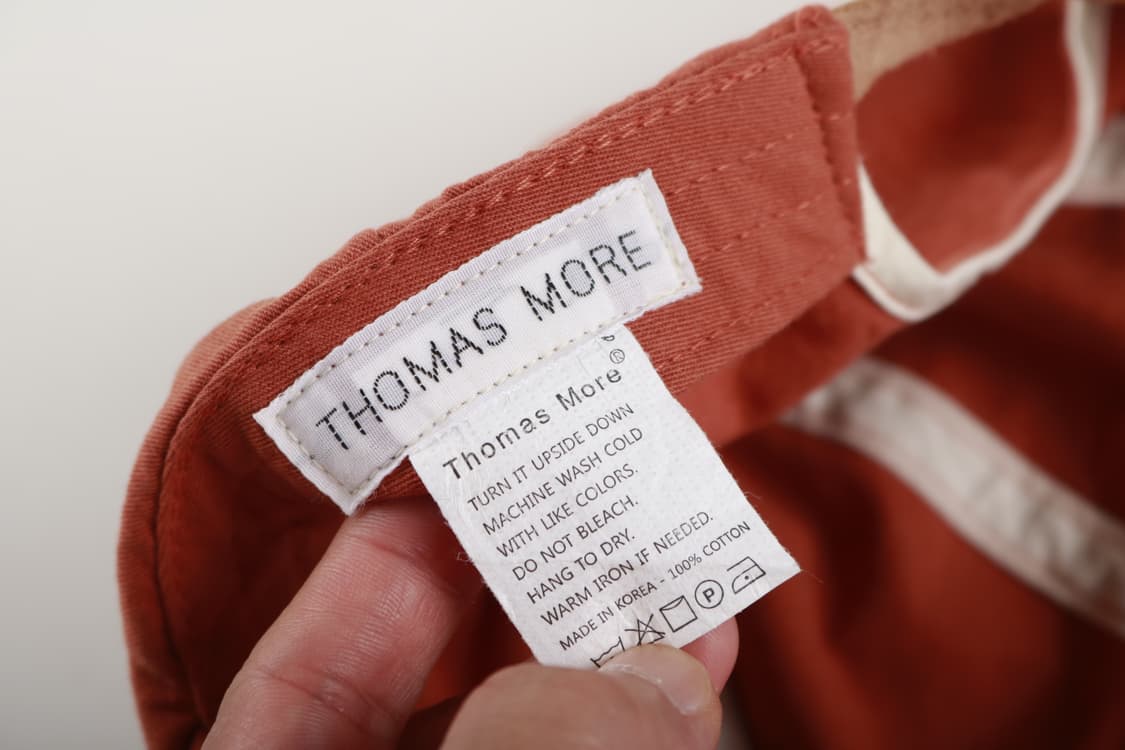 THOMAS MORE
S
Thomas More®
TURN IT UPSIDE DOWN
MACHINE WASH COLD
WITH LIKE COLORS.
DO NOT BLEACH.
HANG TO DRY.
WARM IRON IF NEEDED.
MADE IN KOREA - 100% COTTON
P